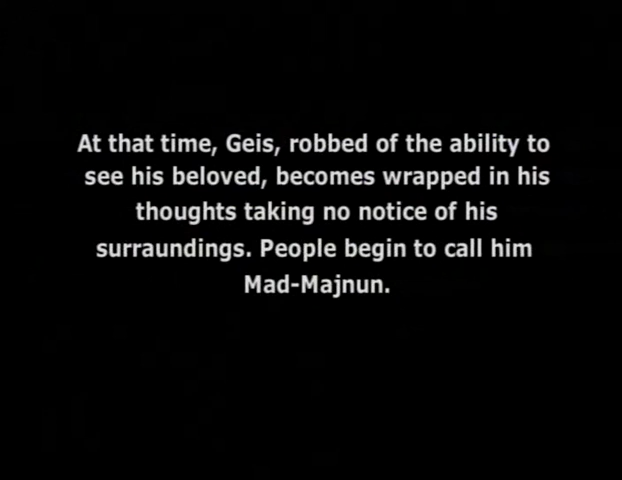 At that time, Geis, robbed of the ability to
see his beloved, becomes wrapped in his
thoughts taking no notice of his
surraundings. People begin to call him
Mad-Majnun.